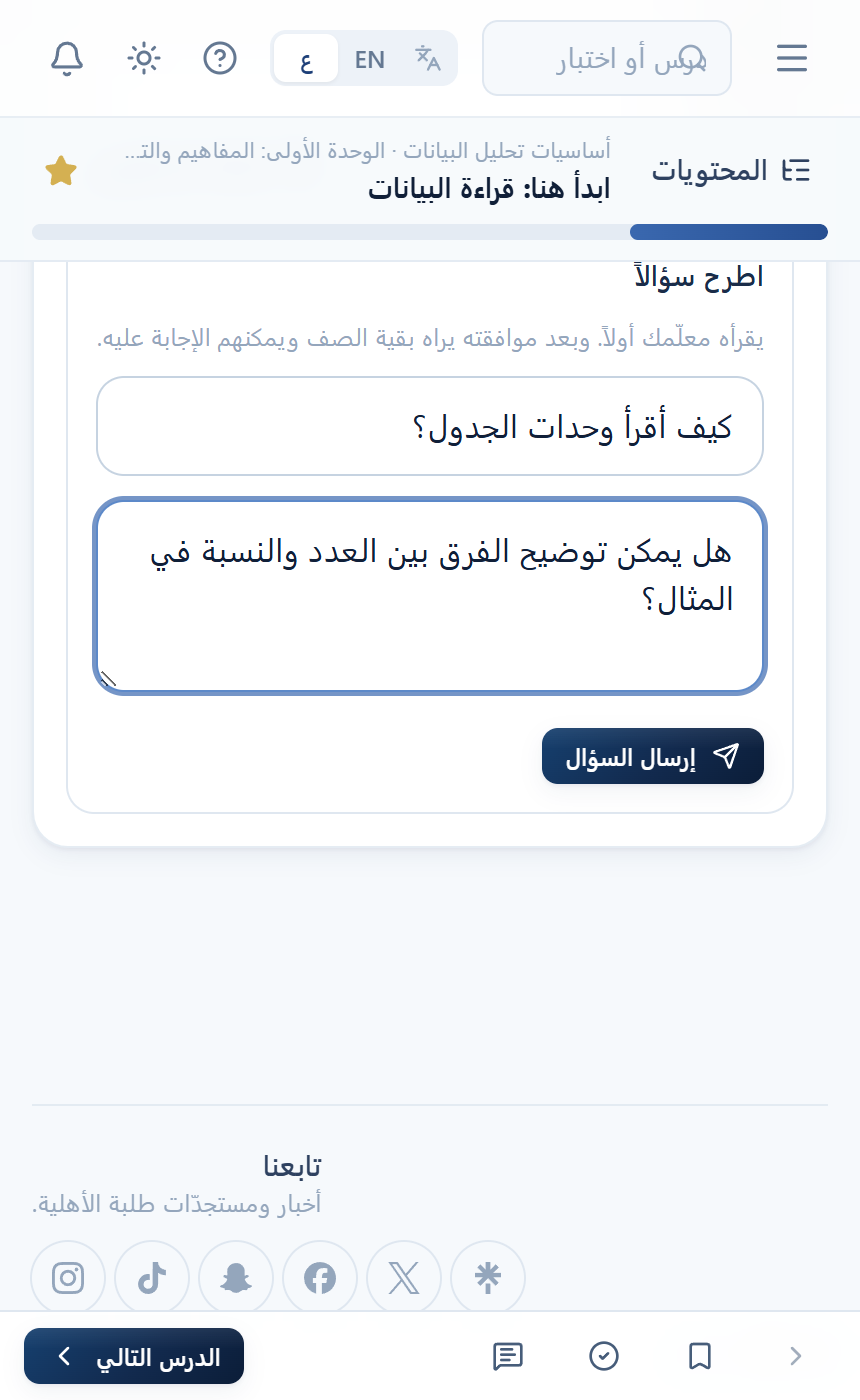 درس أو اختبار
EN
ع
المحتويات
أساسيات تحليل البيانات · الوحدة الأولى: المفاهيم والتـ...
ابدأ هنا: قراءة البيانات
اطرح سؤالاً
يقرأه معلّمك أولاً. وبعد موافقته يراه بقية الصف ويمكنهم الإجابة عليه.
كيف أقرأ وحدات الجدول؟
هل يمكن توضيح الفرق بين العدد والنسبة في
المثال؟
إرسال السؤال
تابعنا
أخبار ومستجدّات طلبة الأهلية.
الدرس التالي